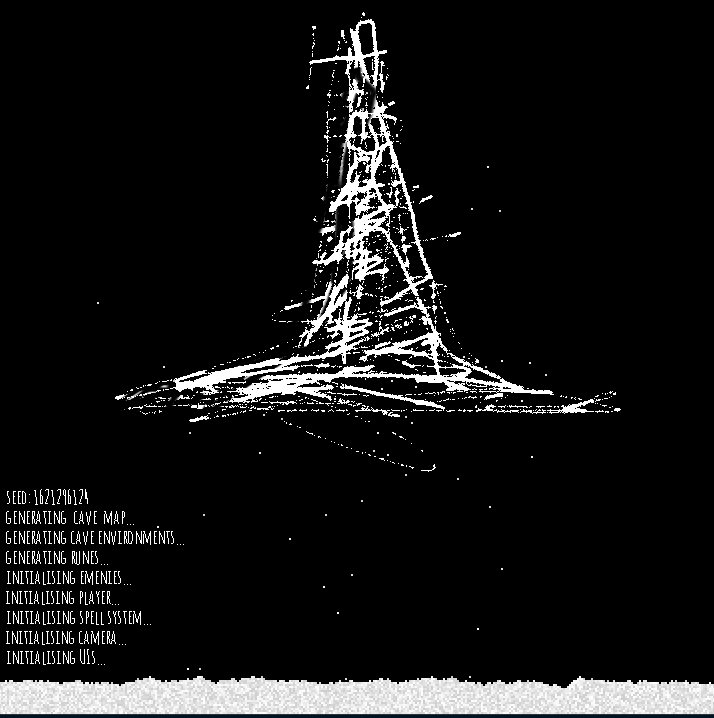 SEED: 1621296124
GENERATING CAVE MAP...
GENERATING CAVE ENVIRONMENTS...
GENERATING RUNES...
INITIALISING EMENIES...
INITIALISING PLAYER...
INITIALISING SPELL SYSTEM...
INITIALISING CAMERA...
INITIALISING UIS...